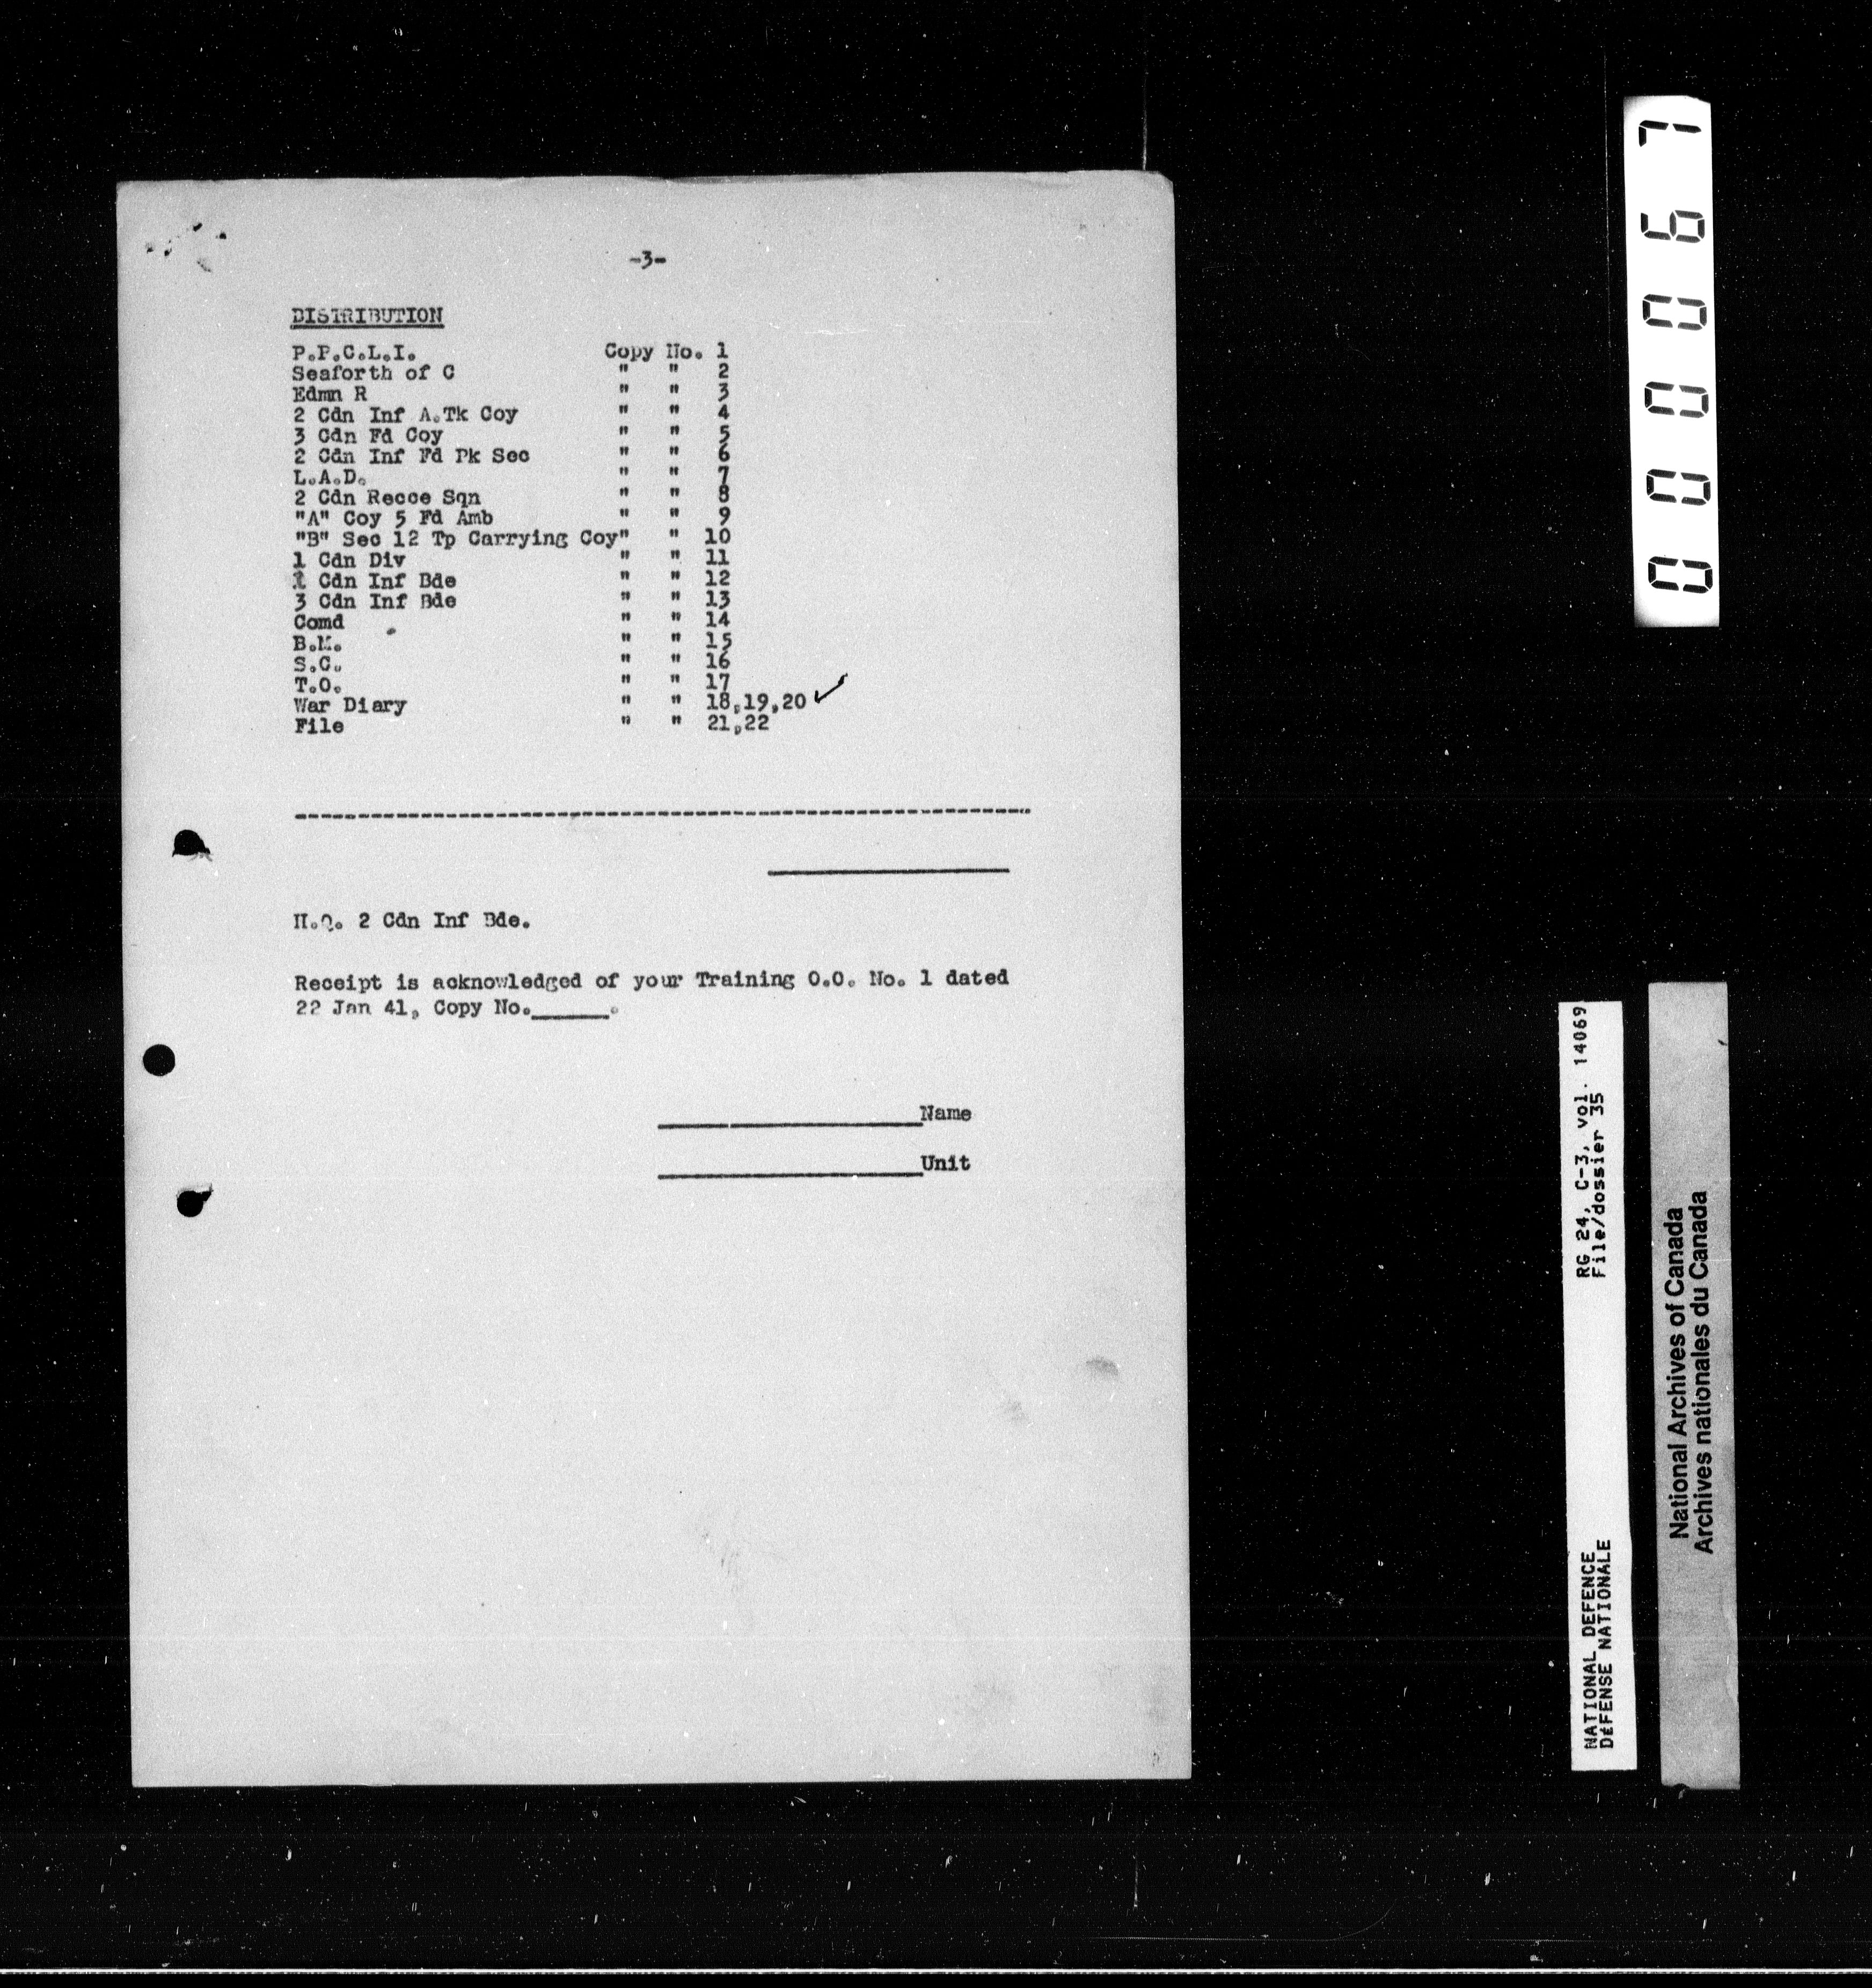 -3-
DISTRIBUTION
P.P.C.L.I. Copy No. 1
Seaforth of C " " 2
Edmn R " " 3
2 Cdn Inf A.Tk Coy " " 4
3 Cdn Fd Coy " " 5
2 Cdn Inf Fd Pk Sec " " 6
L.A.D. " " 7
2 Cdn Recce Sqn " " 8
"A" Coy 5 Fd Amb " " 9
"B" Sec 12 Tp Carrying Coy" " 10
1 Cdn Div " " 11
1 Cdn Inf Bde " " 12
3 Cdn Inf Bde " " 13
Comd " " 14
B.M. " " 15
S.C. " " 16
T.O. " " 17
War Diary " " 18,19,20 ✓
File " " 21,22
H.Q. 2 Cdn Inf Bde.
Receipt is acknowledged of your Training O.O. No. 1 dated
22 Jan 41, Copy No.______.
____________________Name
____________________Unit
000067
RG 24, C-3, vol. 14069
File/dossier 35
NATIONAL DEFENCE
DÉFENSE NATIONALE
National Archives of Canada
Archives nationales du Canada